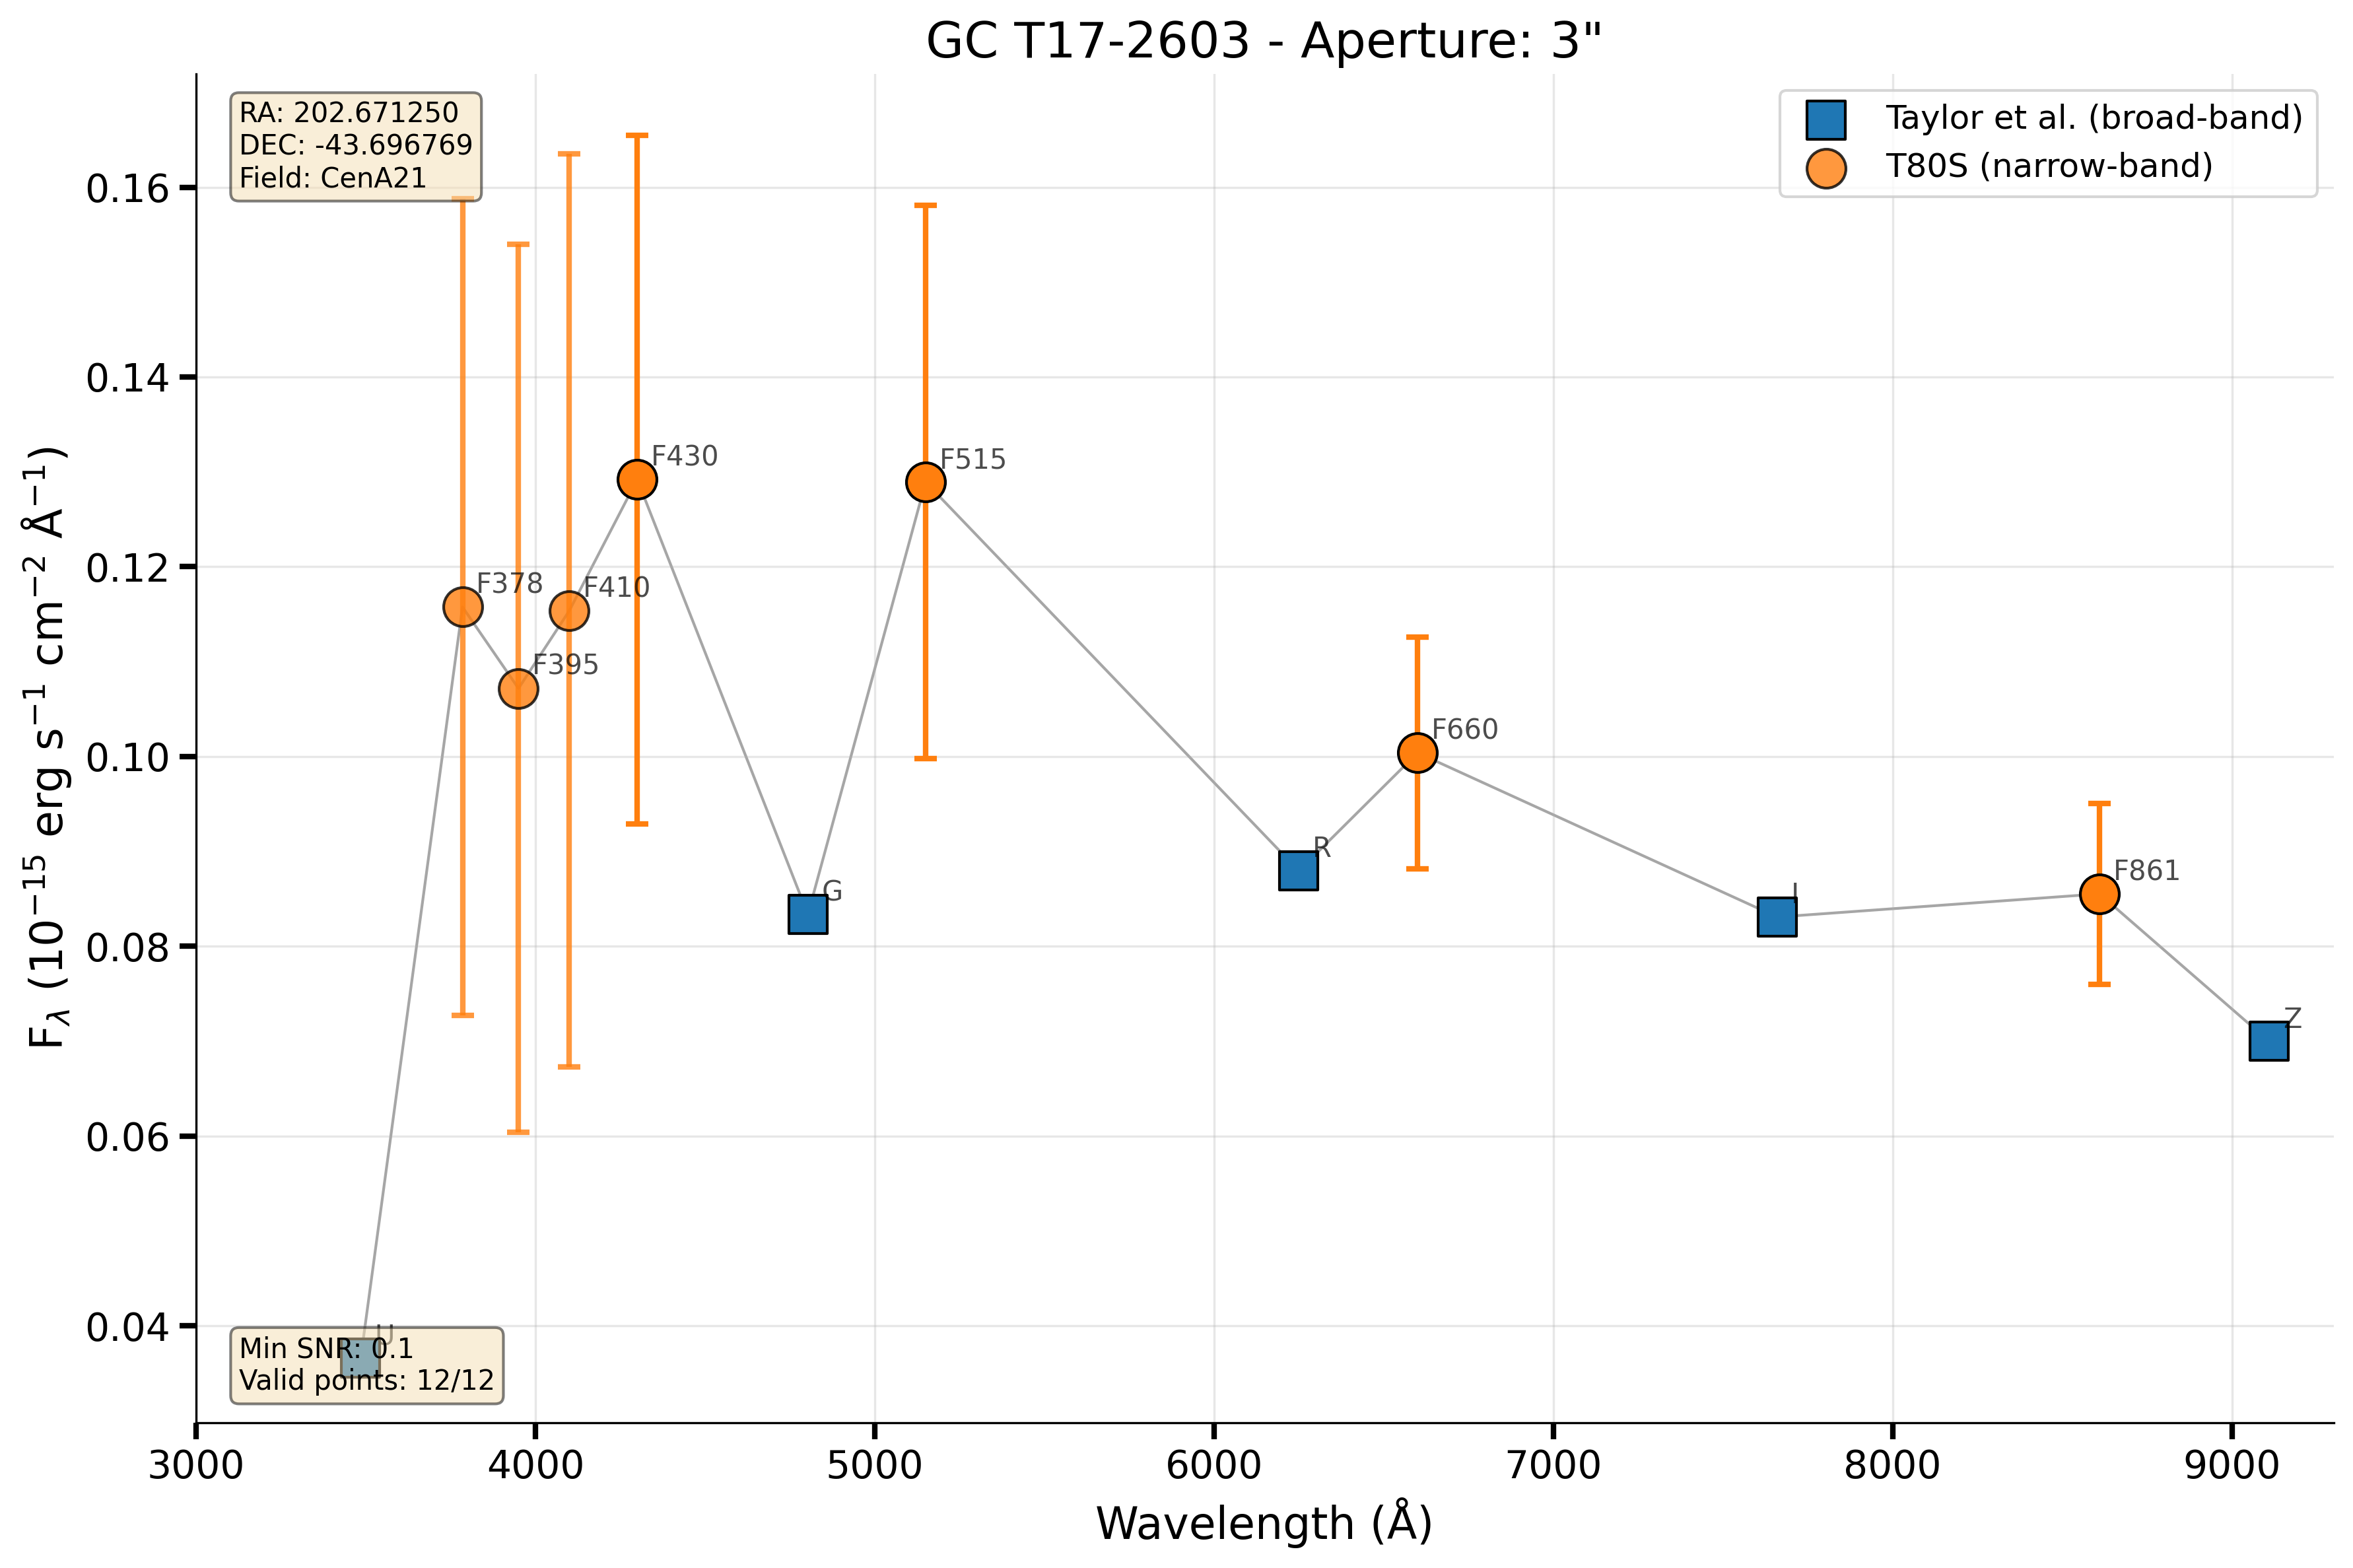 GC T17-2603 - Aperture: 3"
RA: 202.671250
DEC: -43.696769
Field: CenA21
Taylor et al. (broad-band)
T80S (narrow-band)
F_λ (10⁻¹⁵ erg s⁻¹ cm⁻² Å⁻¹)
0.16
0.14
0.12
0.10
0.08
0.06
0.04
F430
F515
F378
F410
F395
F660
R
G
I
F861
Z
U
Min SNR: 0.1
Valid points: 12/12
3000
4000
5000
6000
7000
8000
9000
Wavelength (Å)